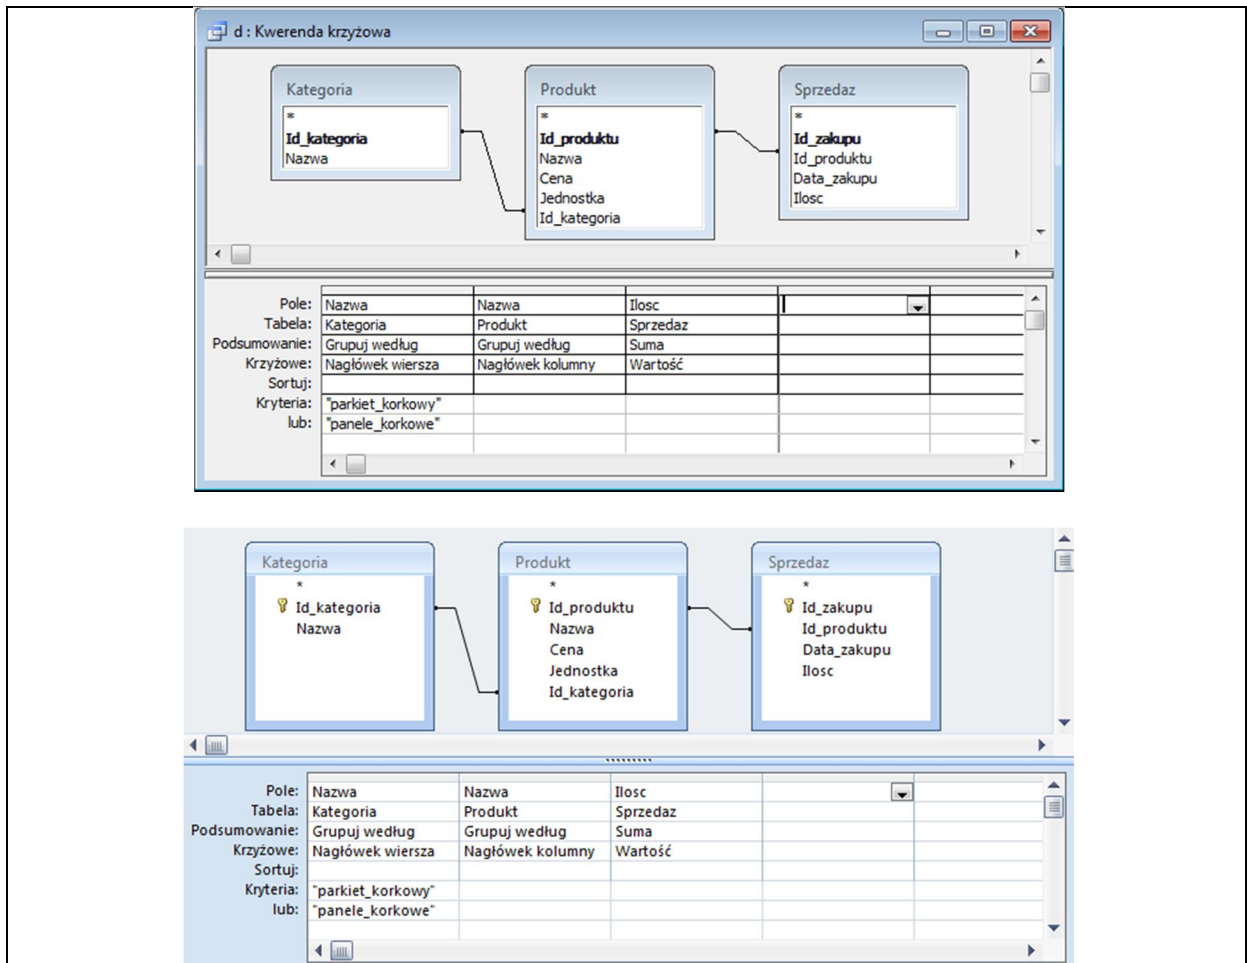 d : Kwerenda krzyżowa
Kategoria Produkt Sprzedaz
* * *
Id_kategoria Id_produktu Id_zakupu
Nazwa Nazwa Id_produktu
Cena Data_zakupu
Jednostka Ilosc
Id_kategoria
Pole: Nazwa Nazwa Ilosc
Tabela: Kategoria Produkt Sprzedaz
Podsumowanie: Grupuj według Grupuj według Suma
Krzyżowe: Nagłówek wiersza Nagłówek kolumny Wartość
Sortuj:
Kryteria: "parkiet_korkowy"
lub: "panele_korkowe"
Kategoria Produkt Sprzedaz
* * *
Id_kategoria Id_produktu Id_zakupu
Nazwa Nazwa Id_produktu
Cena Data_zakupu
Jednostka Ilosc
Id_kategoria
Pole: Nazwa Nazwa Ilosc
Tabela: Kategoria Produkt Sprzedaz
Podsumowanie: Grupuj według Grupuj według Suma
Krzyżowe: Nagłówek wiersza Nagłówek kolumny Wartość
Sortuj:
Kryteria: "parkiet_korkowy"
lub: "panele_korkowe"